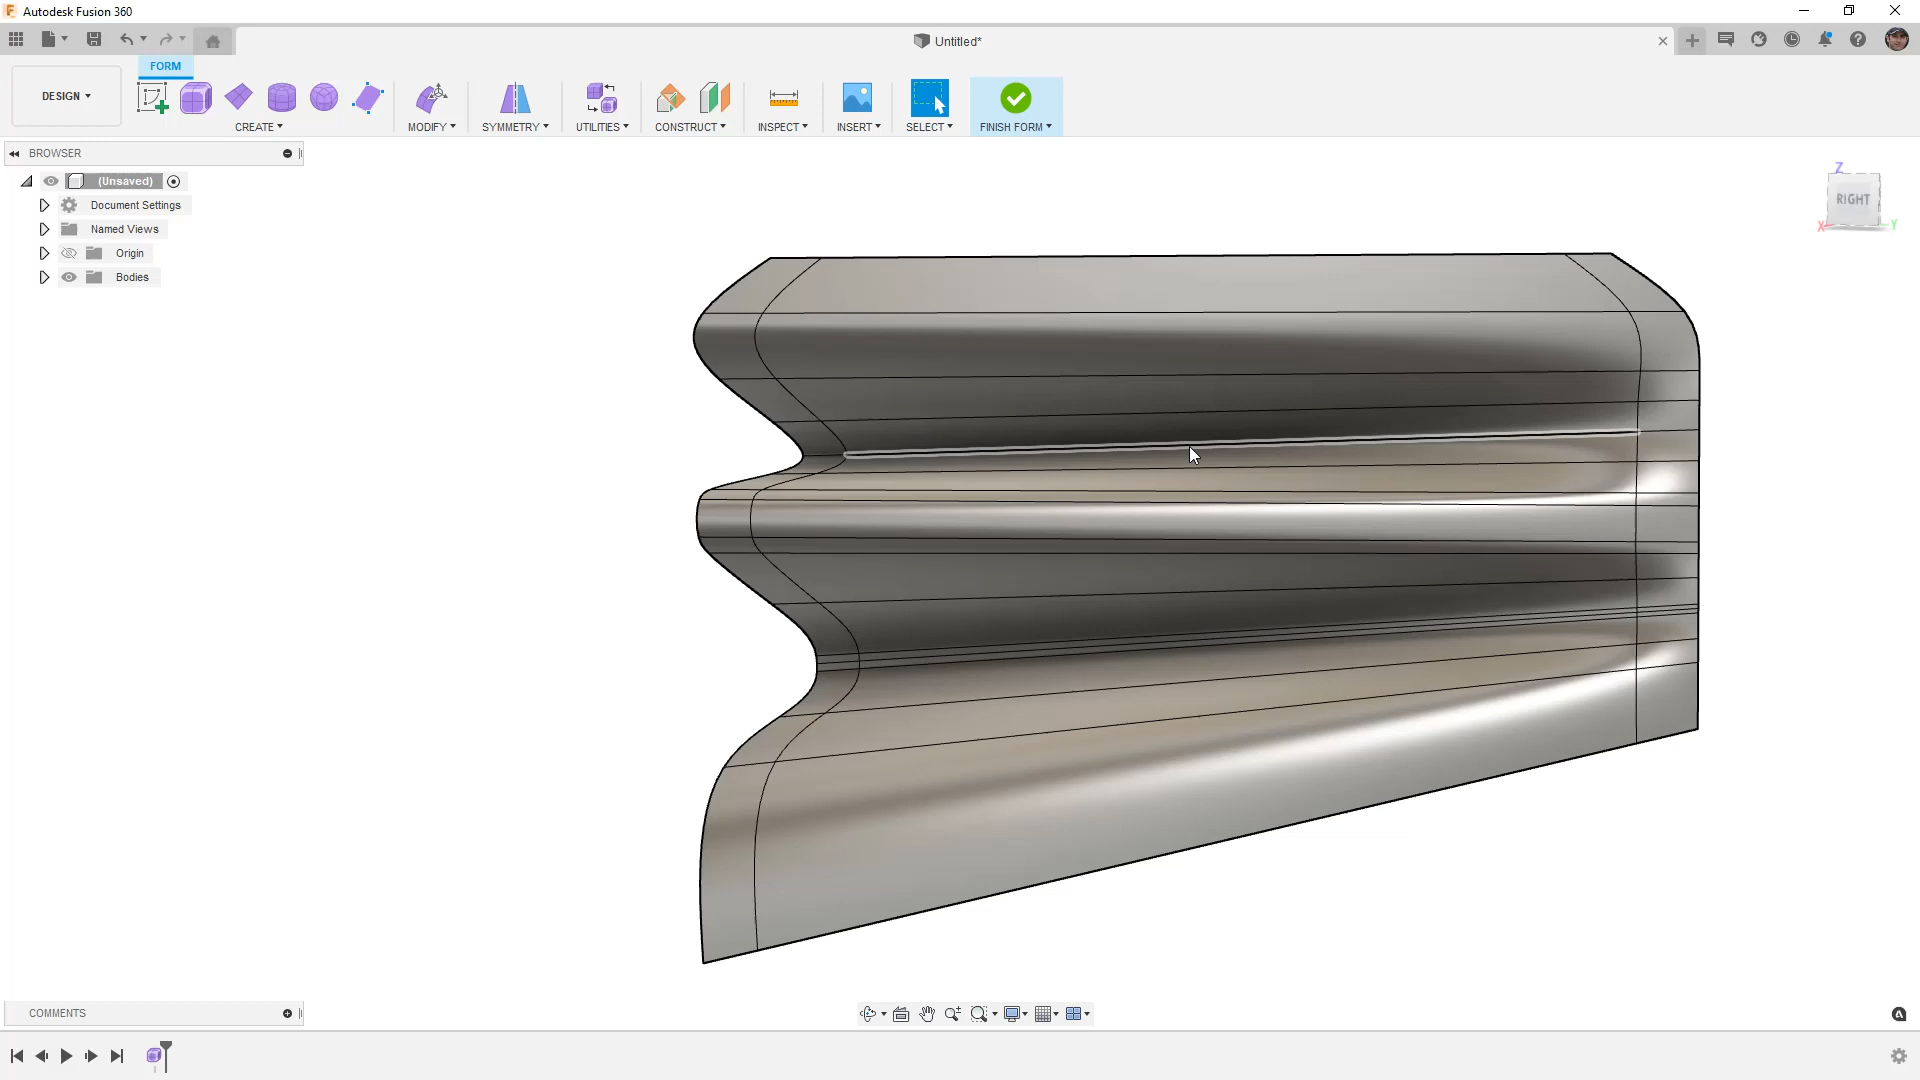 Autodesk Fusion 360
Untitled*
FORM
DESIGN
CREATE
MODIFY
SYMMETRY
UTILITIES
CONSTRUCT
INSPECT
INSERT
SELECT
FINISH FORM
BROWSER
(Unsaved)
Document Settings
Named Views
Origin
Bodies
Z
RIGHT
X
Y
COMMENTS